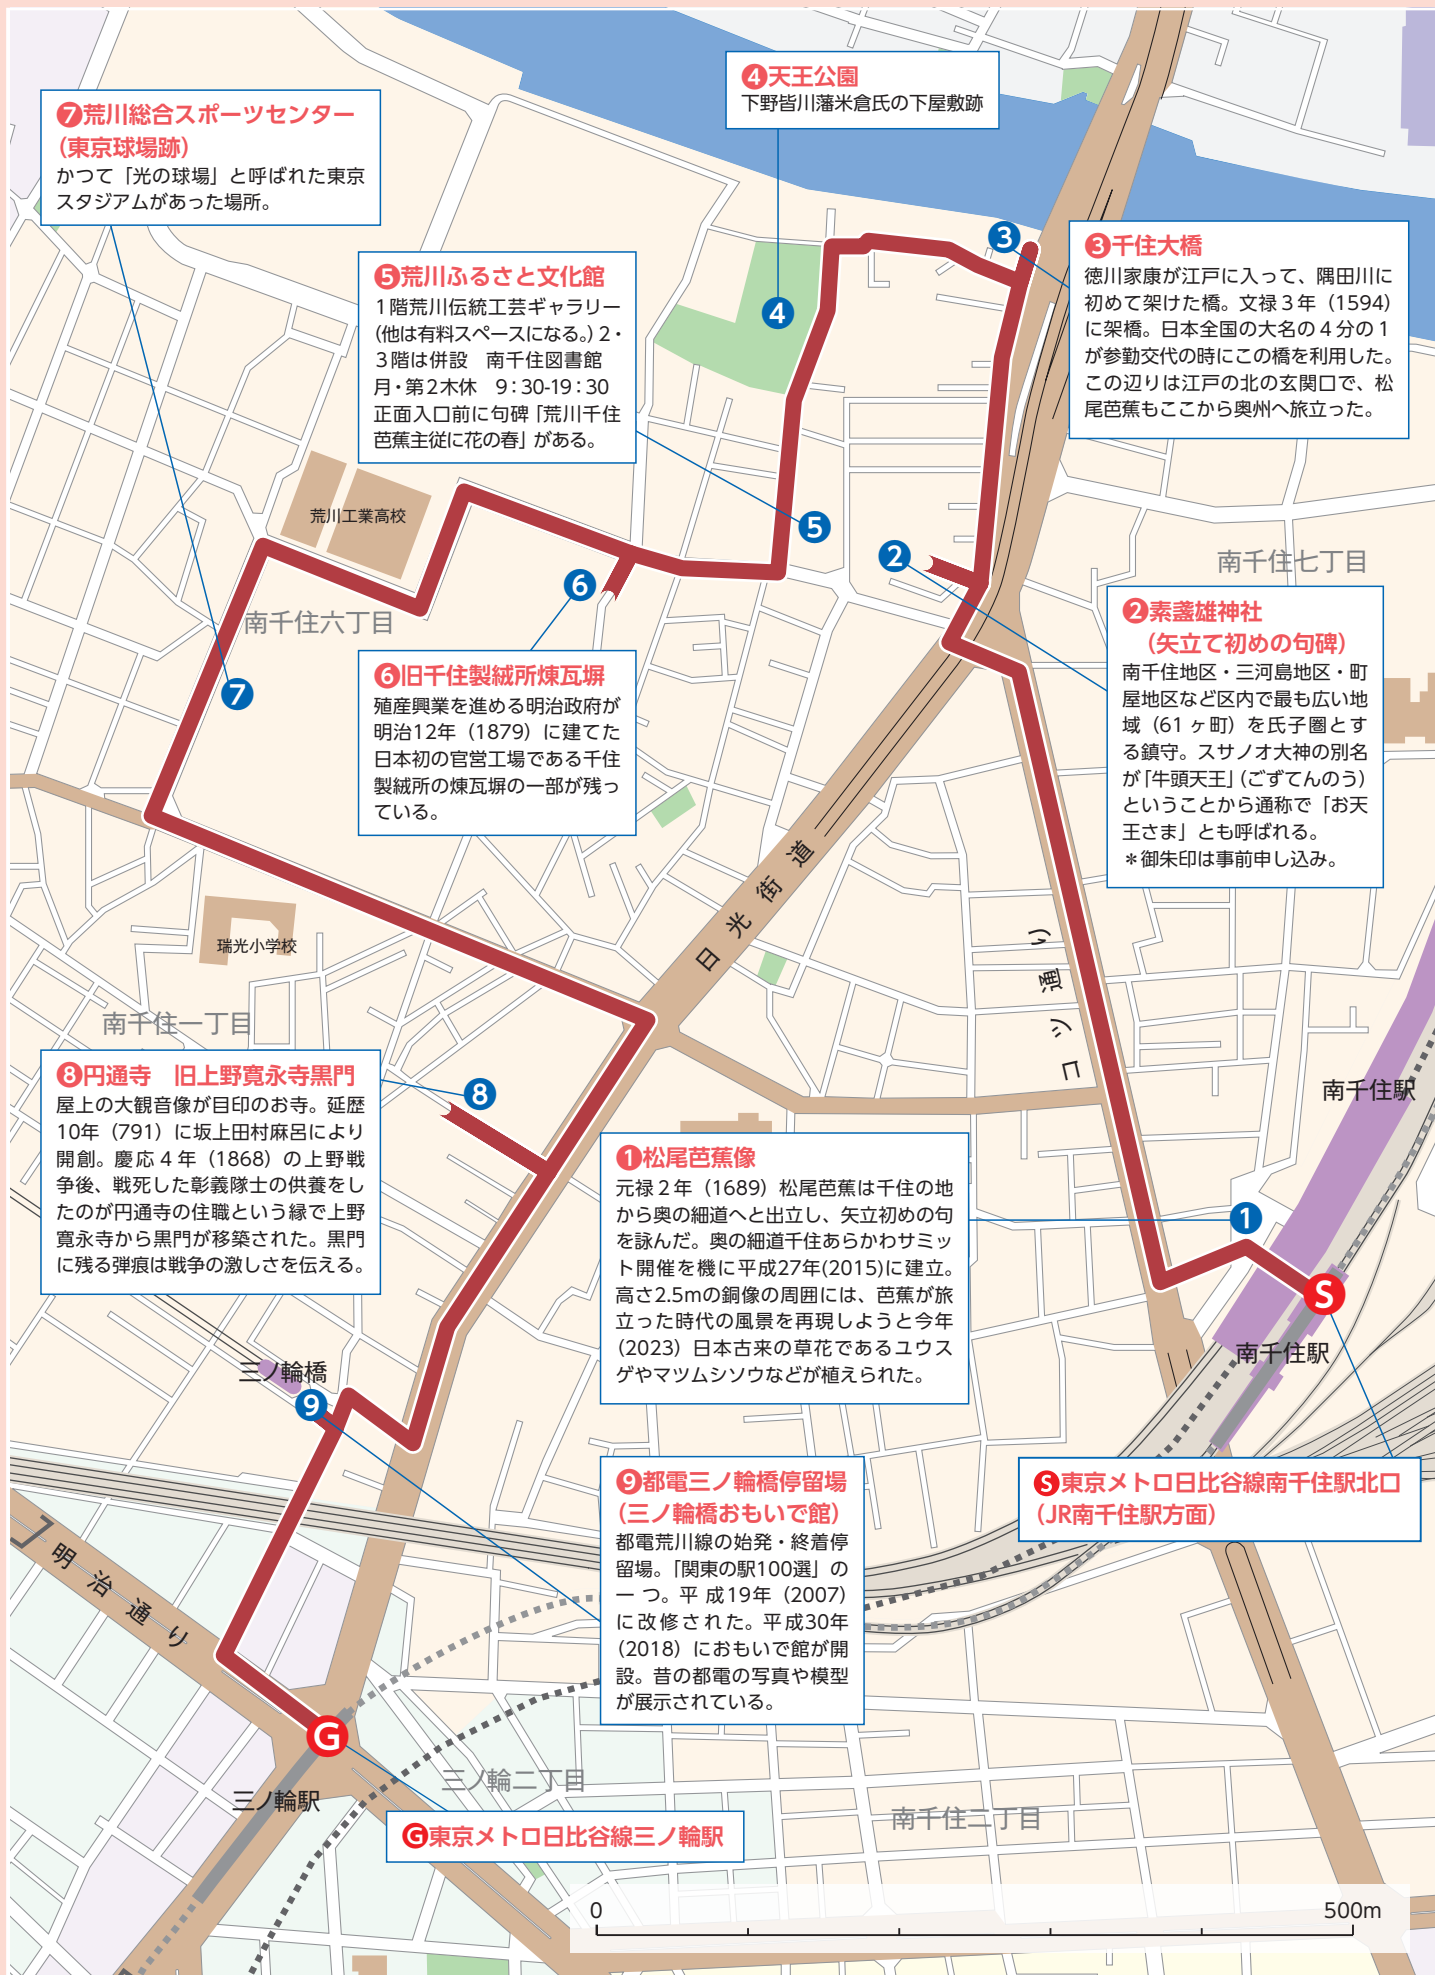 ❹天王公園
下野皆川藩米倉氏の下屋敷跡
❼荒川総合スポーツセンター
（東京球場跡）
かつて「光の球場」と呼ばれた東京
スタジアムがあった場所。
❸千住大橋
徳川家康が江戸に入って、隅田川に
初めて架けた橋。文禄３年（1594）
に架橋。日本全国の大名の４分の１
が参勤交代の時にこの橋を利用した。
この辺りは江戸の北の玄関口で、松
尾芭蕉もここから奥州へ旅立った。
❺荒川ふるさと文化館
１階荒川伝統工芸ギャラリー
(他は有料スペースになる。)２・
３階は併設　南千住図書館
月・第２木休　9：30-19：30
正面入口前に句碑「荒川千住
芭蕉主従に花の春」がある。
❸
❹
❺
❷
❻
❼
荒川工業高校
南千住七丁目
南千住六丁目
❷素盞雄神社
（矢立て初めの句碑）
南千住地区・三河島地区・町
屋地区など区内で最も広い地
域（61ヶ町）を氏子圏とす
る鎮守。スサノオ大神の別名
が「牛頭天王」（ごずてんのう）
ということから通称で「お天
王さま」とも呼ばれる。
＊御朱印は事前申し込み。
❻旧千住製絨所煉瓦塀
殖産興業を進める明治政府が
明治12年（1879）に建てた
日本初の官営工場である千住
製絨所の煉瓦塀の一部が残っ
ている。
日光街道
コツ通り
瑞光小学校
南千住一丁目
南千住駅
❽円通寺　旧上野寛永寺黒門
屋上の大観音像が目印のお寺。延歴
10年（791）に坂上田村麻呂により
開創。慶応４年（1868）の上野戦
争後、戦死した彰義隊士の供養をし
たのが円通寺の住職という縁で上野
寛永寺から黒門が移築された。黒門
に残る弾痕は戦争の激しさを伝える。
❽
❶松尾芭蕉像
元禄２年（1689）松尾芭蕉は千住の地
から奥の細道へと出立し、矢立初めの句
を詠んだ。奥の細道千住あらかわサミッ
ト開催を機に平成27年(2015)に建立。
高さ2.5mの銅像の周囲には、芭蕉が旅
立った時代の風景を再現しようと今年
（2023）日本古来の草花であるユウス
ゲやマツムシソウなどが植えられた。
❶
S
南千住駅
三ノ輪橋
❾
❾都電三ノ輪橋停留場
（三ノ輪橋おもいで館）
都電荒川線の始発・終着停
留場。「関東の駅100選」の
一つ。平成19年（2007）
に改修された。平成30年
（2018）におもいで館が開
設。昔の都電の写真や模型
が展示されている。
S東京メトロ日比谷線南千住駅北口
（JR南千住駅方面）
明治通り
G
三ノ輪駅
三ノ輪二丁目
南千住二丁目
G東京メトロ日比谷線三ノ輪駅
0 500m